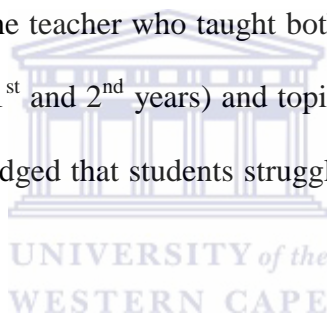 ne teacher who taught bot
st and 2nd years) and topi
dged that students struggl
UNIVERSITY of the
WESTERN CAPE